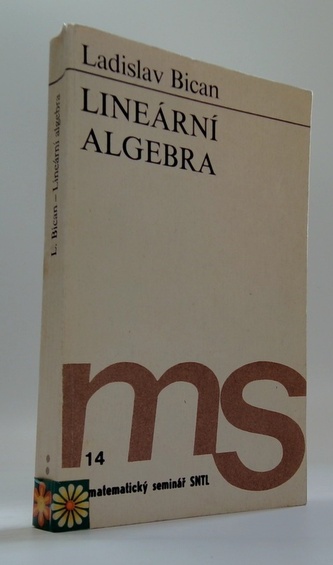 Ladislav Bican
LINEÁRNÍ
ALGEBRA
L. Bican – Lineární algebra
ms
14
matematický seminář SNTL